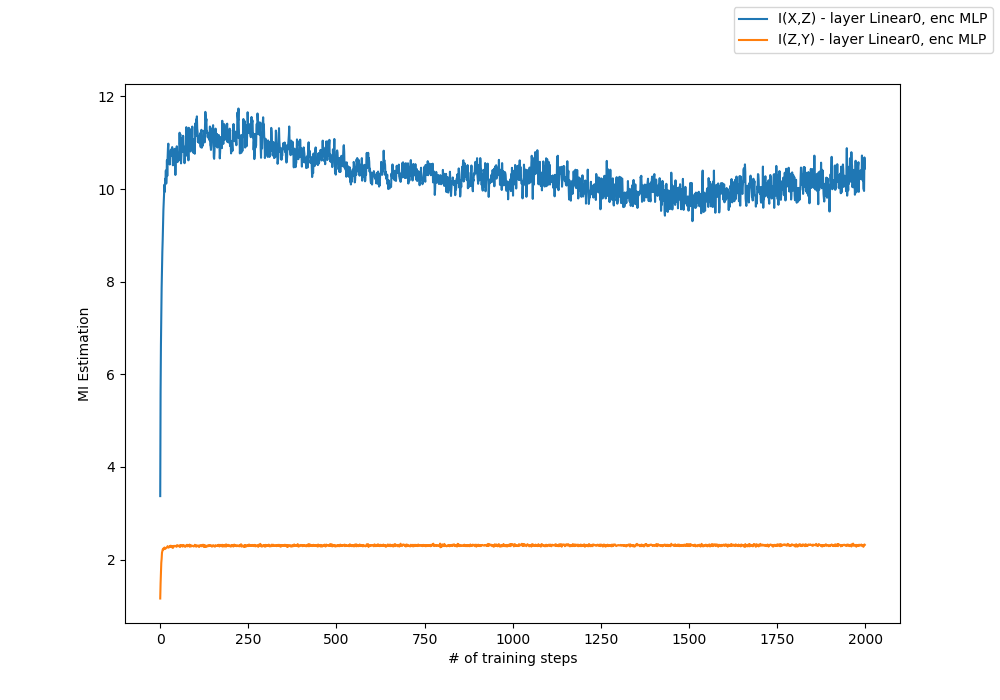 I(X,Z) - layer Linear0, enc MLP
I(Z,Y) - layer Linear0, enc MLP
12
10
8
6
4
2
MI Estimation
0 250 500 750 1000 1250 1500 1750 2000
# of training steps